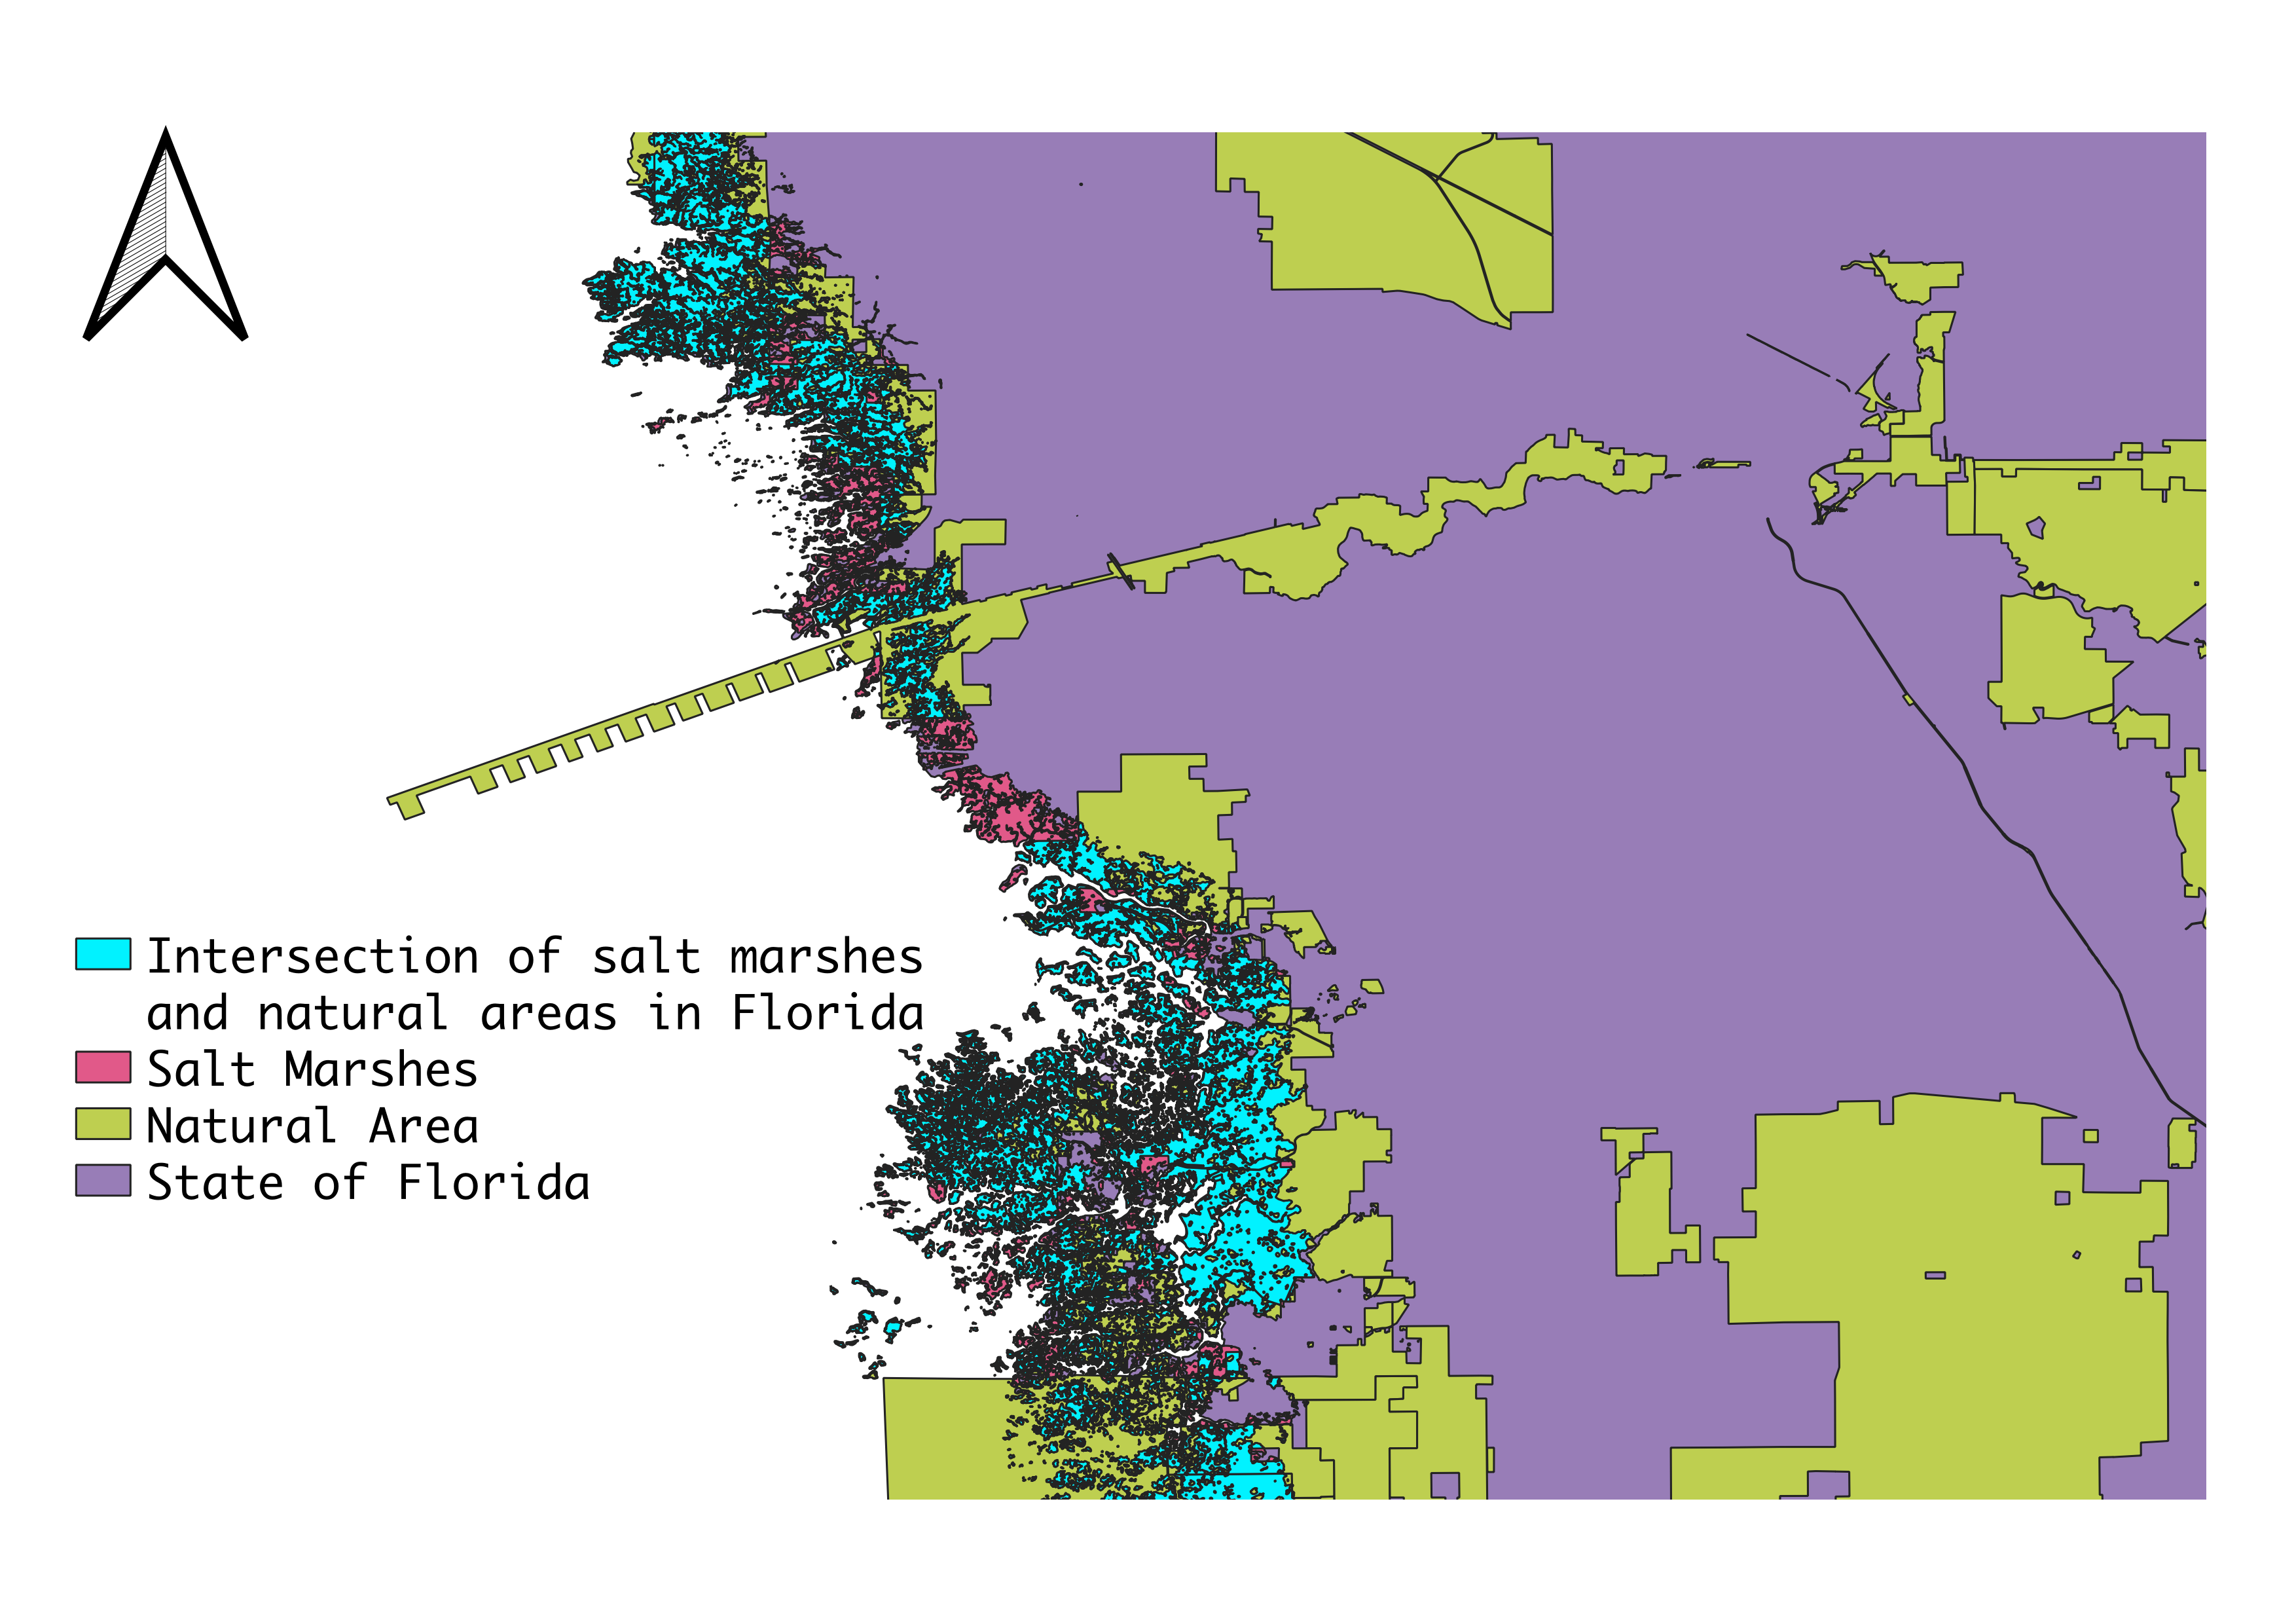 Intersection of salt marshes
and natural areas in Florida
Salt Marshes
Natural Area
State of Florida